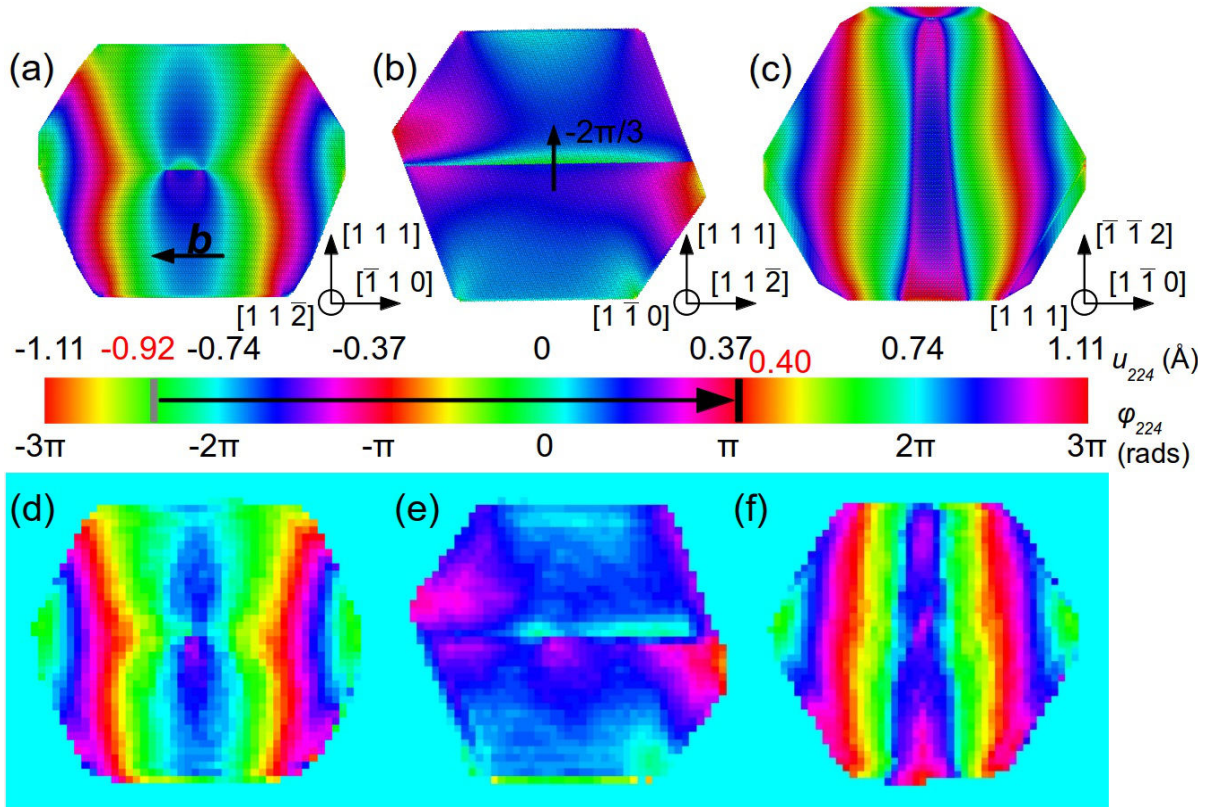 (a)
b
[1 1 1]
[1̅ 1 0]
[1 1 2̅]
(b)
-2π/3
[1 1 1]
[1 1 2̅]
[1 1̅ 0]
(c)
[1̅ 1̅ 2]
[1 1̅ 0]
[1 1 1]
-1.11 -0.92 -0.74 -0.37 0 0.37 0.40 0.74 1.11 u224 (Å)
-3π -2π -π 0 π 2π 3π φ224
(rads)
(d)
(e)
(f)